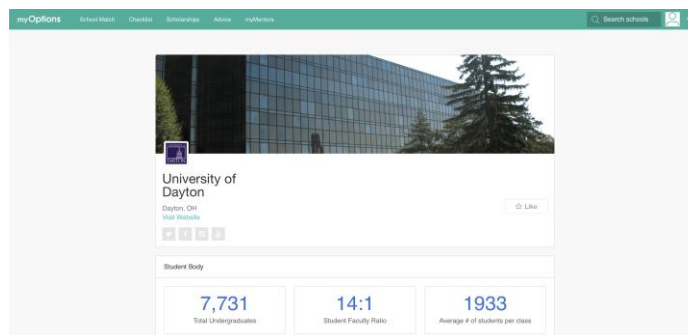 myOptions
School Match
Checklist
Scholarships
Advice
myMentors
Search schools
University of
Dayton
Dayton, OH
Visit Website
Like
Student Body
7,731
14:1
1933
Total Undergraduates
Student Faculty Ratio
Average # of students per class